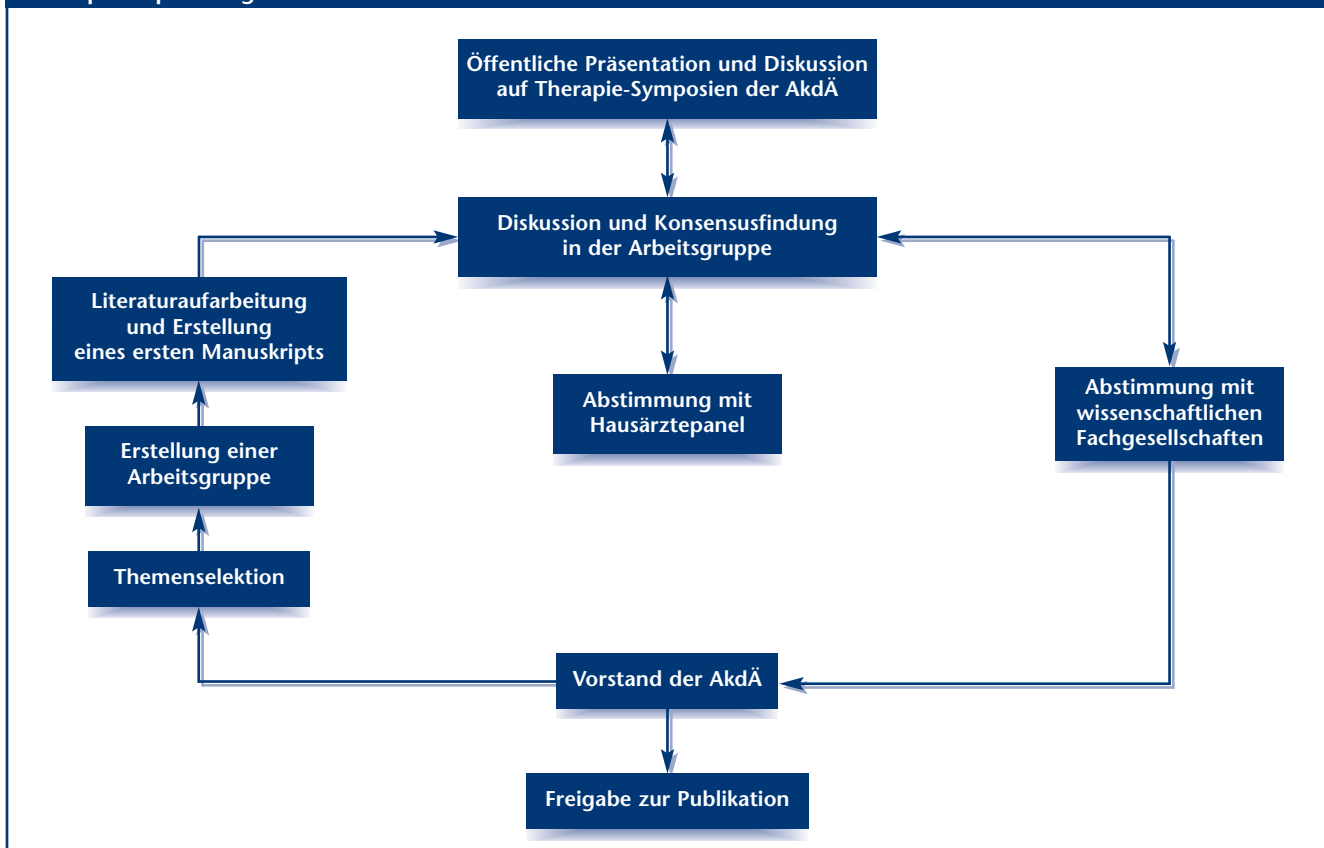 Öffentliche Präsentation und Diskussion
auf Therapie-Symposien der AkdÄ
Diskussion und Konsensusfindung
in der Arbeitsgruppe
Literaturaufarbeitung
und Erstellung
eines ersten Manuskripts
Abstimmung mit
Hausärztepanel
Abstimmung mit
wissenschaftlichen
Fachgesellschaften
Erstellung einer
Arbeitsgruppe
Themenselektion
Vorstand der AkdÄ
Freigabe zur Publikation